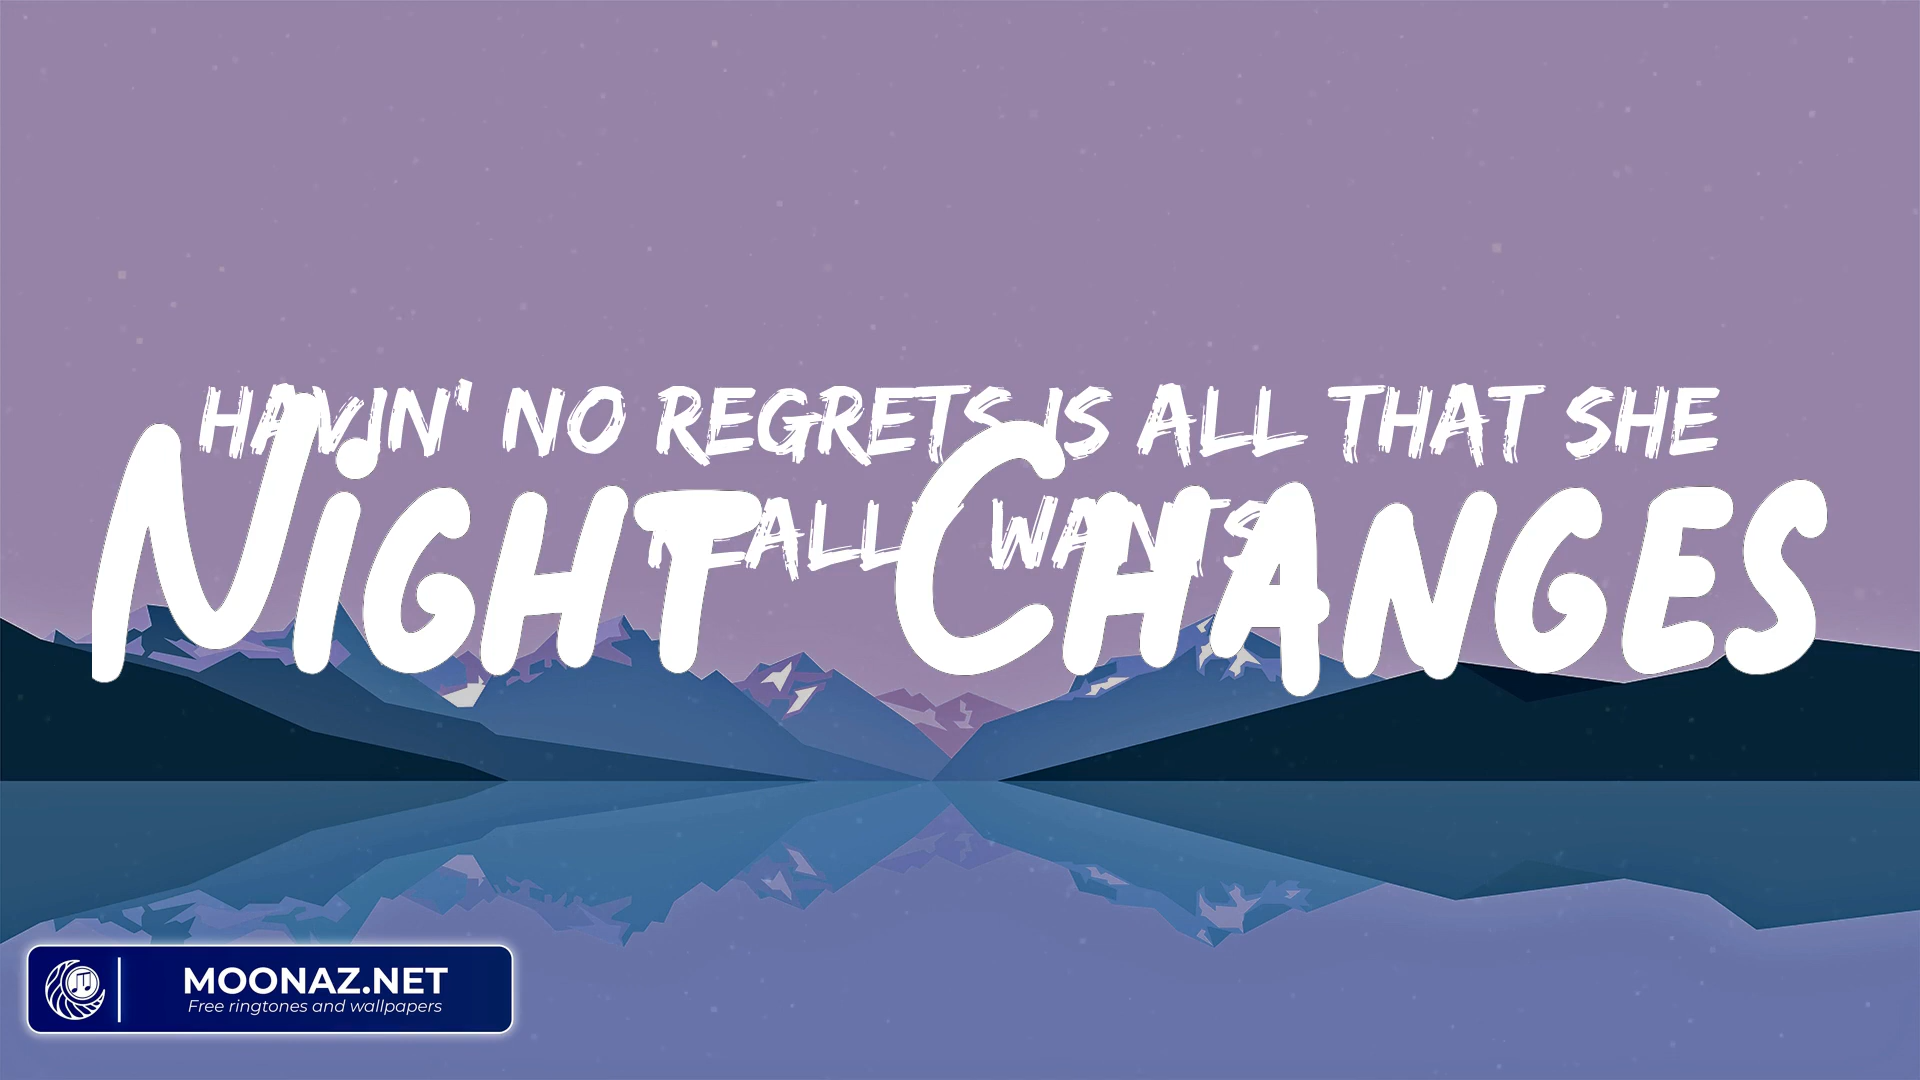 HAVIN' NO REGRETS IS ALL THAT SHE
WANTS
NIGHT CHANGES
MOONAZ.NET
Free ringtones and wallpapers